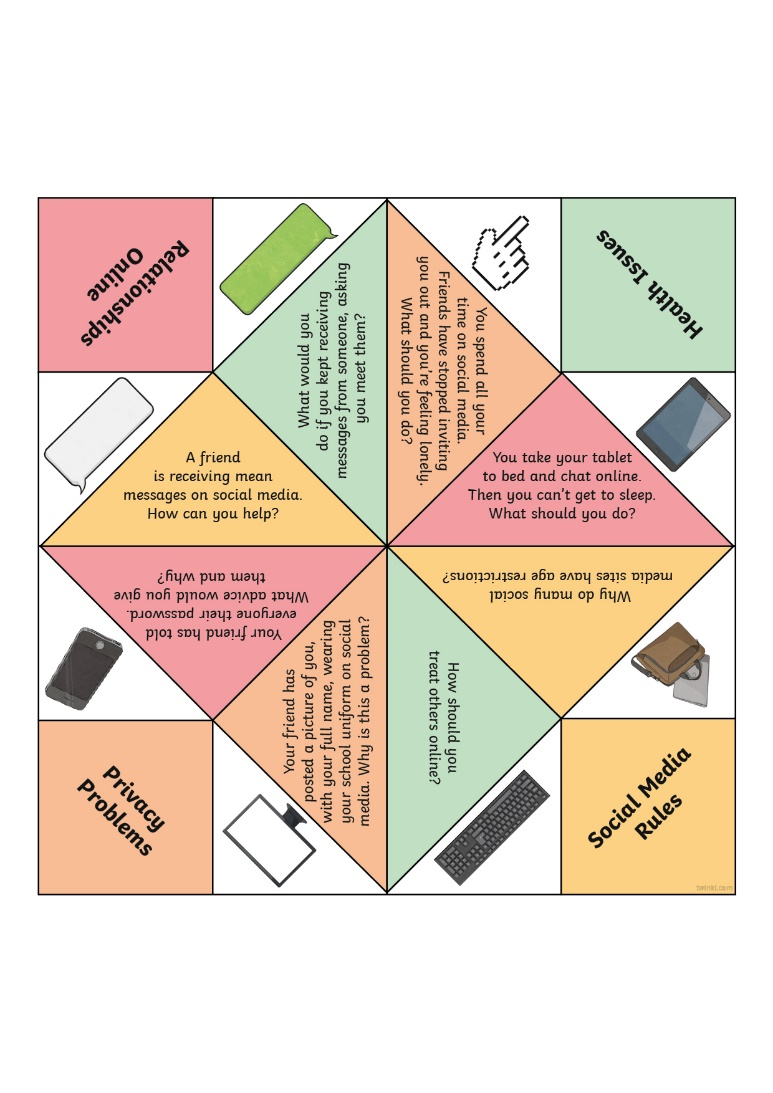 Relationships
Online
Health Issues
What would you
do if you kept receiving
messages from someone, asking
you meet them?
You spend all your
time on social media.
Friends have stopped inviting
you out and you're feeling lonely.
What should you do?
A friend
is receiving mean
messages on social media.
How can you help?
You take your tablet
to bed and chat online.
Then you can't get to sleep.
What should you do?
Your friend has told
everyone their password.
What advice would you give
them and why?
Why do many social
media sites have age restrictions?
Your friend has
posted a picture of you,
with your full name, wearing
your school uniform on social
media. Why is this a problem?
How should you
treat others online?
Privacy
Problems
Social Media
Rules
twinkl.com